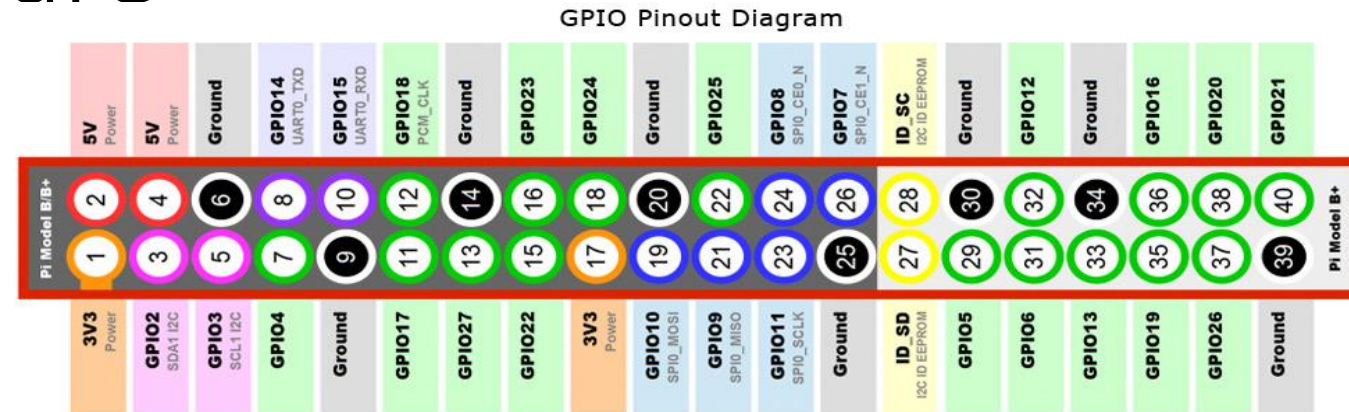 GPIO Pinout Diagram
5V
Power
5V
Power
Ground
GPIO14
UART0_TXD
GPIO15
UART0_RXD
GPIO18
PCM_CLK
Ground
GPIO23
GPIO24
Ground
GPIO25
GPIO8
SPI0_CE0_N
GPIO7
SPI0_CE1_N
ID_SC
I2C ID EEPROM
Ground
GPIO12
Ground
GPIO16
GPIO20
GPIO21
Pi Model B/B+
2 4 6 8 10 12 14 16 18 20 22 24 26 28 30 32 34 36 38 40
1 3 5 7 9 11 13 15 17 19 21 23 25 27 29 31 33 35 37 39
Pi Model B+
3V3
Power
GPIO2
SDA1 I2C
GPIO3
SCL1 I2C
GPIO4
Ground
GPIO17
GPIO27
GPIO22
3V3
Power
GPIO10
SPI0_MOSI
GPIO9
SPI0_MISO
GPIO11
SPI0_SCLK
Ground
ID_SD
I2C ID EEPROM
GPIO5
GPIO6
GPIO13
GPIO19
GPIO26
Ground